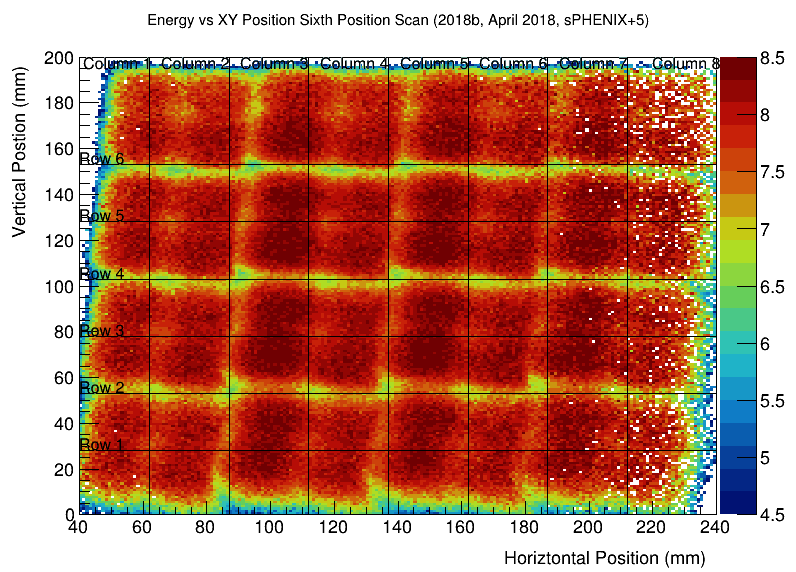 Energy vs XY Position Sixth Position Scan (2018b, April 2018, sPHENIX+5)
Column 1 Column 2 Column 3 Column 4 Column 5 Column 6 Column 7 Column 8
Row 6
Row 5
Row 4
Row 3
Row 2
Row 1
Vertical Postion (mm)
200
180
160
140
120
100
80
60
40
20
0
40 60 80 100 120 140 160 180 200 220 240
Horiztontal Position (mm)
8.5
8
7.5
7
6.5
6
5.5
5
4.5